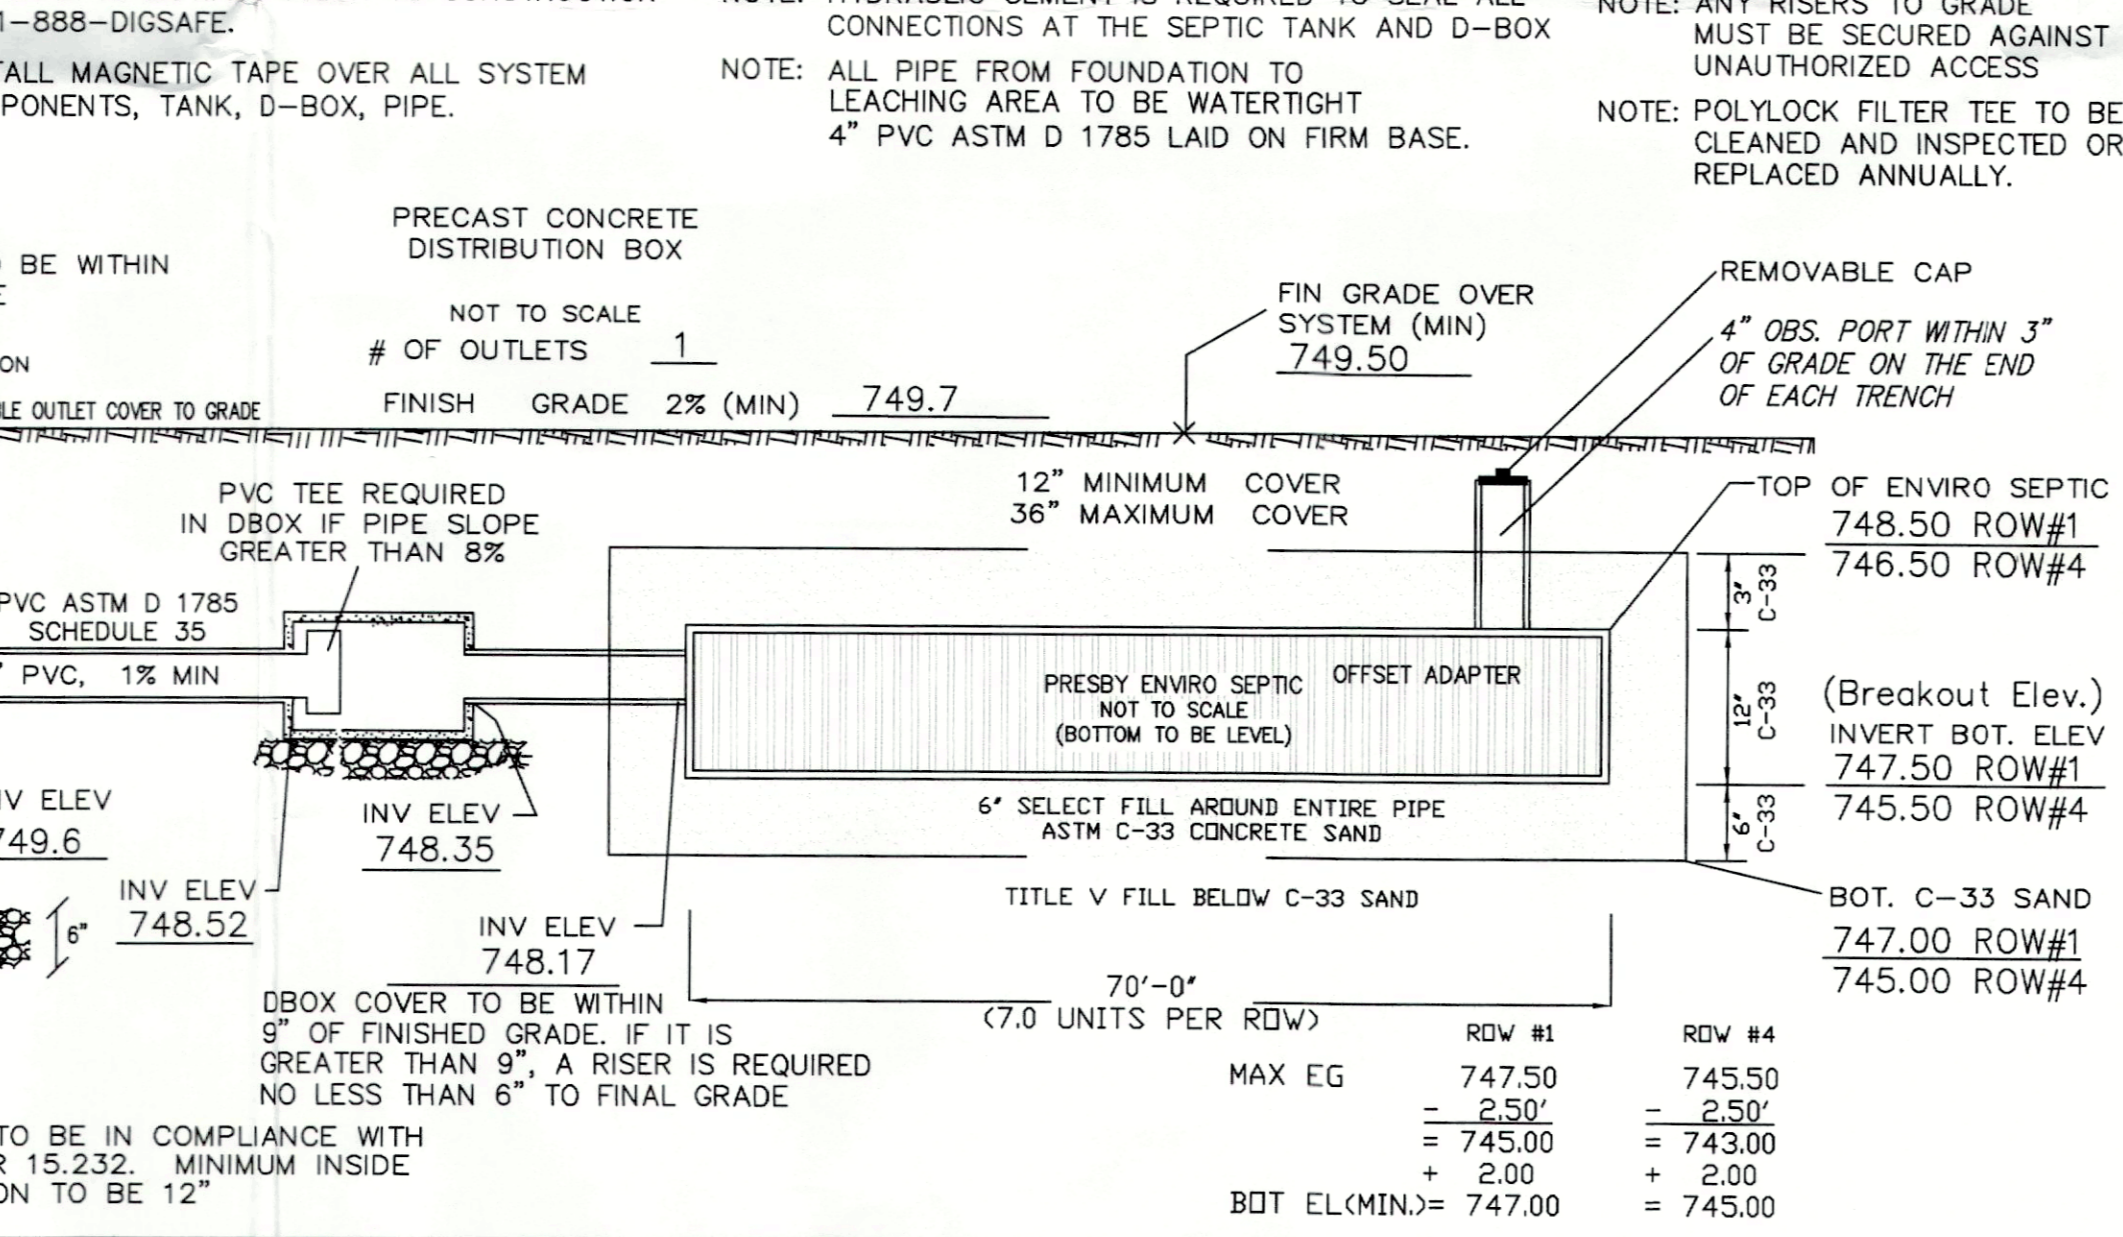 1-888-DIGSAFE.
MAGNETIC TAPE OVER ALL SYSTEM
TANK, D-BOX, PIPE.
CONNECTIONS AT THE SEPTIC TANK AND D-BOX
NOTE: ALL PIPE FROM FOUNDATION TO
LEACHING AREA TO BE WATERTIGHT
4" PVC ASTM D 1785 LAID ON FIRM BASE.
NOTE: ANY RISERS TO GRADE
MUST BE SECURED AGAINST
UNAUTHORIZED ACCESS
NOTE: POLYLOCK FILTER TEE TO BE
CLEANED AND INSPECTED OR
REPLACED ANNUALLY.
BE WITHIN
PRECAST CONCRETE
DISTRIBUTION BOX
NOT TO SCALE
# OF OUTLETS 1
FINISH GRADE 2% (MIN) 749.7
OUTLET COVER TO GRADE
FIN GRADE OVER
SYSTEM (MIN)
749.50
REMOVABLE CAP
4" OBS. PORT WITHIN 3"
OF GRADE ON THE END
OF EACH TRENCH
12" MINIMUM COVER
36" MAXIMUM COVER
PVC TEE REQUIRED
IN DBOX IF PIPE SLOPE
GREATER THAN 8%
TOP OF ENVIRO SEPTIC
748.50 ROW#1
746.50 ROW#4
PVC ASTM D 1785
SCHEDULE 35
PVC, 1% MIN
PRESBY ENVIRO SEPTIC
NOT TO SCALE
(BOTTOM TO BE LEVEL)
OFFSET ADAPTER
3"
C-33
12"
C-33
6"
C-33
(Breakout Elev.)
INVERT BOT. ELEV
747.50 ROW#1
745.50 ROW#4
6" SELECT FILL AROUND ENTIRE PIPE
ASTM C-33 CONCRETE SAND
ELEV
749.6
6"
INV ELEV
748.52
INV ELEV
748.35
INV ELEV
748.17
TITLE V FILL BELOW C-33 SAND
BOT. C-33 SAND
747.00 ROW#1
745.00 ROW#4
70'-0"
(7.0 UNITS PER ROW)
DBOX COVER TO BE WITHIN
9" OF FINISHED GRADE. IF IT IS
GREATER THAN 9", A RISER IS REQUIRED
NO LESS THAN 6" TO FINAL GRADE
ROW #1 ROW #4
MAX EG 747.50 745.50
- 2.50' - 2.50'
= 745.00 = 743.00
+ 2.00 + 2.00
BOT EL(MIN.)= 747.00 = 745.00
TO BE IN COMPLIANCE WITH
15.232. MINIMUM INSIDE
TO BE 12"